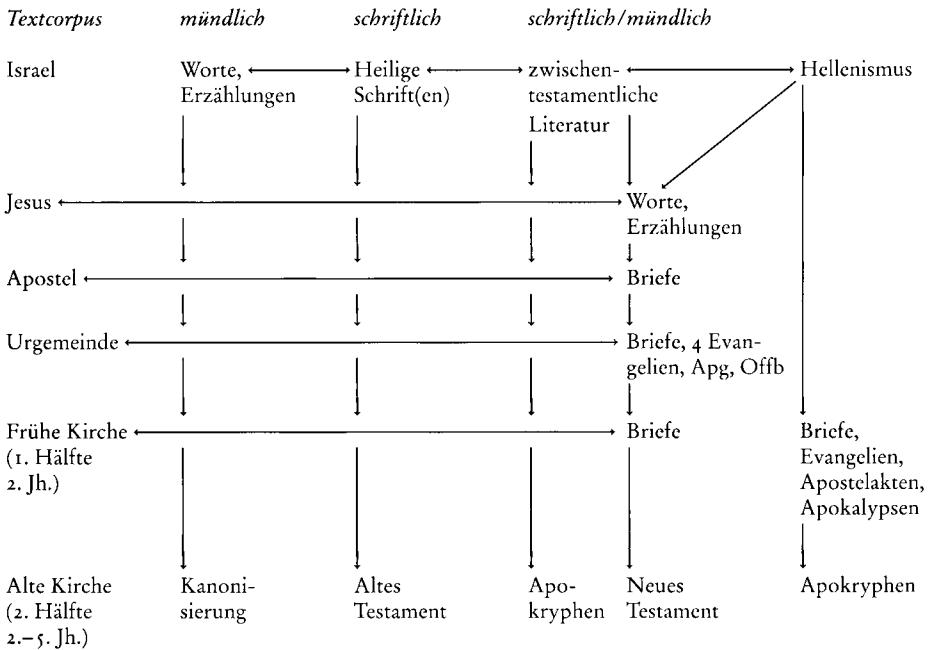 Textcorpus mündlich schriftlich schriftlich/mündlich
Israel Worte, Heilige zwischen- Hellenismus
Erzählungen Schrift(en) testamentliche
Literatur
Jesus Worte,
Erzählungen
Apostel Briefe
Urgemeinde Briefe, 4 Evan-
gelien, Apg, Offb
Frühe Kirche Briefe Briefe,
(1. Hälfte Evangelien,
2. Jh.) Apostelakten,
Apokalypsen
Alte Kirche Kanoni- Altes Apo- Neues Apokryphen
(2. Hälfte sierung Testament kryphen Testament
2.–5. Jh.)